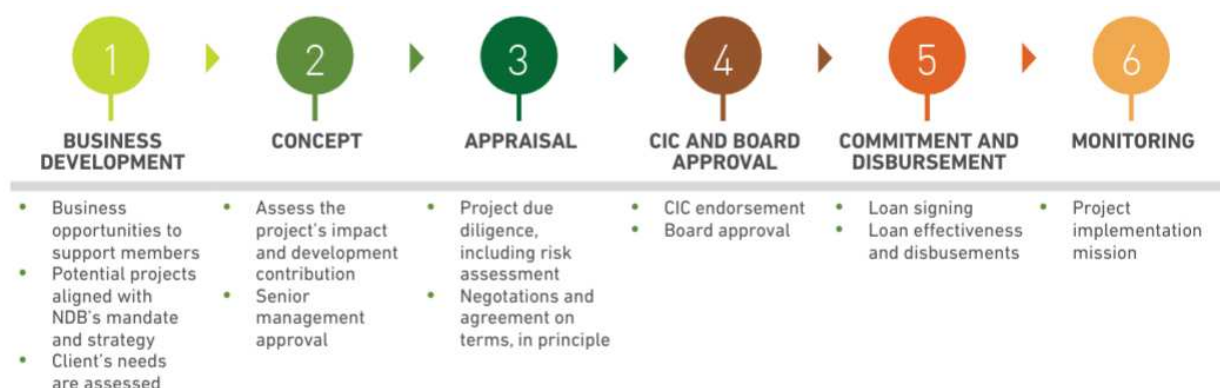 1
BUSINESS
DEVELOPMENT
• Business
opportunities to
support members
• Potential projects
aligned with
NDB's mandate
and strategy
• Client's needs
are assessed
2
CONCEPT
• Assess the
project's impact
and development
contribution
• Senior
management
approval
3
APPRAISAL
• Project due
diligence,
including risk
assessment
• Negotations and
agreement on
terms, in principle
4
CIC AND BOARD
APPROVAL
• CIC endorsement
• Board approval
5
COMMITMENT AND
DISBURSEMENT
• Loan signing
• Loan effectiveness
and disbusements
6
MONITORING
• Project
implementation
mission